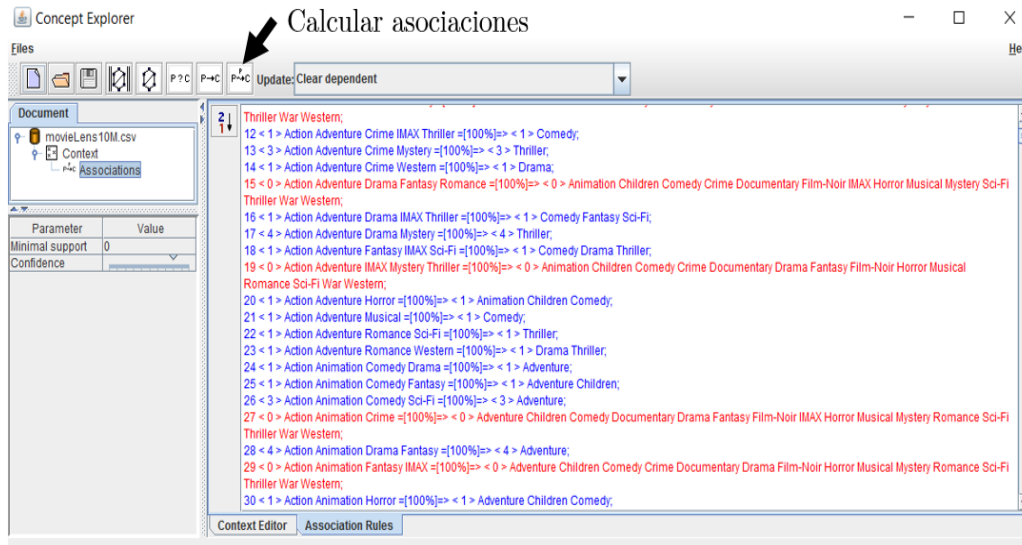 Concept Explorer
Calcular asociaciones
Files
He
P?C
P→C
Update:
Clear dependent
Document
movieLens10M.csv
Context
Associations
Parameter Value
Minimal support 0
Confidence
Thriller War Western;
12 < 1 > Action Adventure Crime IMAX Thriller =[100%]=> < 1 > Comedy;
13 < 3 > Action Adventure Crime Mystery =[100%]=> < 3 > Thriller;
14 < 1 > Action Adventure Crime Western =[100%]=> < 1 > Drama;
15 < 0 > Action Adventure Drama Fantasy Romance =[100%]=> < 0 > Animation Children Comedy Crime Documentary Film-Noir IMAX Horror Musical Mystery Sci-Fi
Thriller War Western;
16 < 1 > Action Adventure Drama IMAX Thriller =[100%]=> < 1 > Comedy Fantasy Sci-Fi;
17 < 4 > Action Adventure Drama Mystery =[100%]=> < 4 > Thriller;
18 < 1 > Action Adventure Fantasy IMAX Sci-Fi =[100%]=> < 1 > Comedy Drama Thriller;
19 < 0 > Action Adventure IMAX Mystery Thriller =[100%]=> < 0 > Animation Children Comedy Crime Documentary Drama Fantasy Film-Noir Horror Musical
Romance Sci-Fi War Western;
20 < 1 > Action Adventure Horror =[100%]=> < 1 > Animation Children Comedy;
21 < 1 > Action Adventure Musical =[100%]=> < 1 > Comedy;
22 < 1 > Action Adventure Romance Sci-Fi =[100%]=> < 1 > Thriller;
23 < 1 > Action Adventure Romance Western =[100%]=> < 1 > Drama Thriller;
24 < 1 > Action Animation Comedy Drama =[100%]=> < 1 > Adventure;
25 < 1 > Action Animation Comedy Fantasy =[100%]=> < 1 > Adventure Children;
26 < 3 > Action Animation Comedy Sci-Fi =[100%]=> < 3 > Adventure;
27 < 0 > Action Animation Crime =[100%]=> < 0 > Adventure Children Comedy Documentary Drama Fantasy Film-Noir IMAX Horror Musical Mystery Romance Sci-Fi
Thriller War Western;
28 < 4 > Action Animation Drama Fantasy =[100%]=> < 4 > Adventure;
29 < 0 > Action Animation Fantasy IMAX =[100%]=> < 0 > Adventure Children Comedy Crime Documentary Drama Film-Noir Horror Musical Mystery Romance Sci-Fi
Thriller War Western;
30 < 1 > Action Animation Horror =[100%]=> < 1 > Adventure Children Comedy;
Context Editor
Association Rules